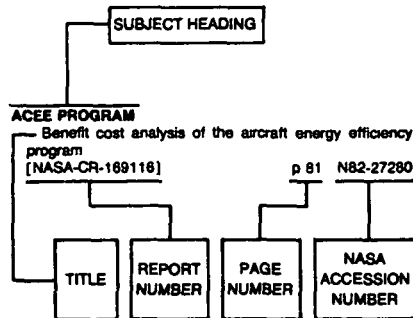 SUBJECT HEADING
ACEE PROGRAM
Benefit cost analysis of the aircraft energy efficiency
program
[NASA-CR-169116] p 81 N82-27280
TITLE
REPORT
NUMBER
PAGE
NUMBER
NASA
ACCESSION
NUMBER